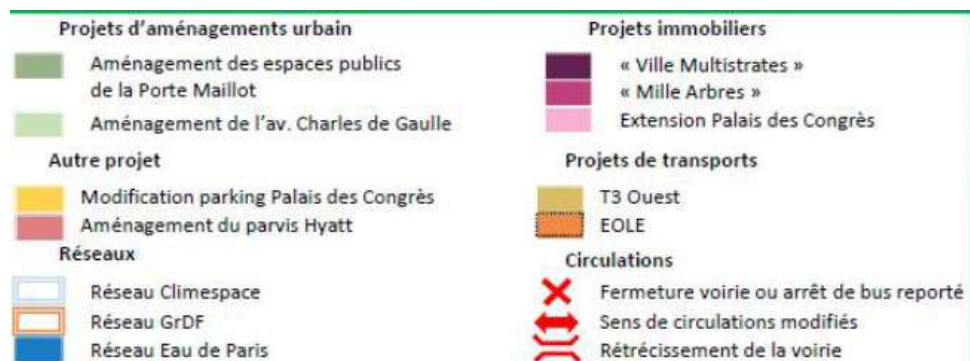 Projets d'aménagements urbain
Aménagement des espaces publics
de la Porte Maillot
Aménagement de l'av. Charles de Gaulle
Autre projet
Modification parking Palais des Congrès
Aménagement du parvis Hyatt
Réseaux
Réseau Climespace
Réseau GrDF
Réseau Eau de Paris
Projets immobiliers
« Ville Multistrates »
« Mille Arbres »
Extension Palais des Congrès
Projets de transports
T3 Ouest
EOLE
Circulations
Fermeture voirie ou arrêt de bus reporté
Sens de circulations modifiés
Rétrécissement de la voirie